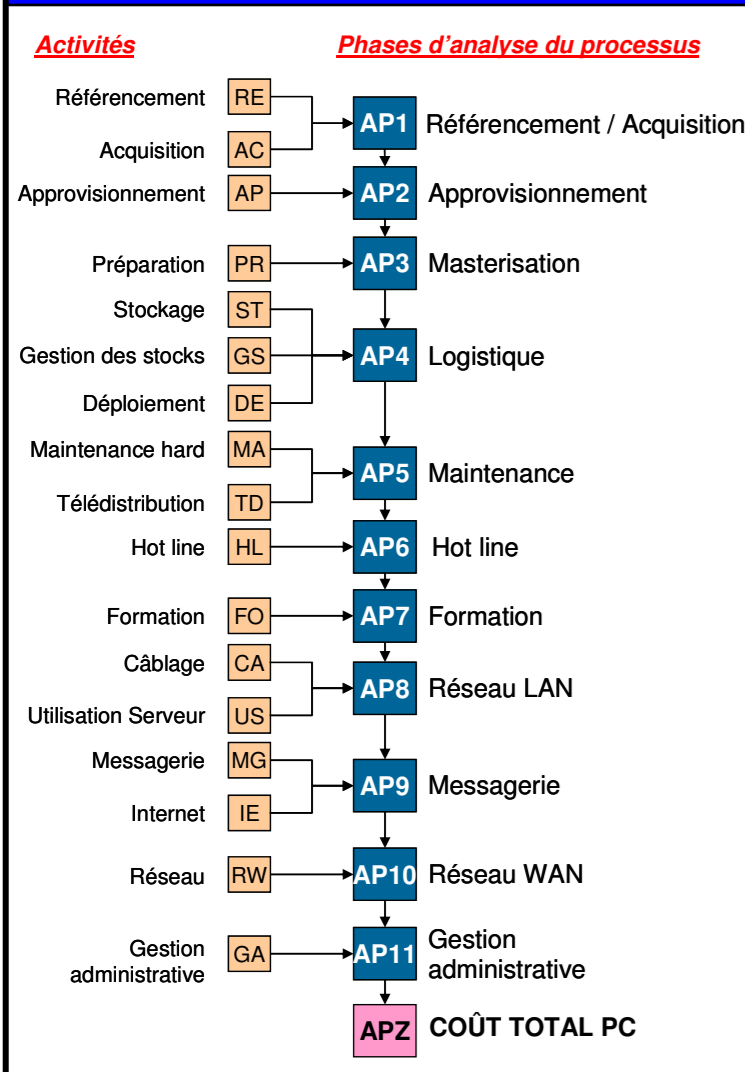 Activités Phases d'analyse du processus
Référencement RE
AP1 Référencement / Acquisition
Acquisition AC
Approvisionnement AP AP2 Approvisionnement
Préparation PR AP3 Masterisation
Stockage ST
Gestion des stocks GS AP4 Logistique
Déploiement DE
Maintenance hard MA
AP5 Maintenance
Télédistribution TD
Hot line HL AP6 Hot line
Formation FO AP7 Formation
Câblage CA
AP8 Réseau LAN
Utilisation Serveur US
Messagerie MG
AP9 Messagerie
Internet IE
Réseau RW AP10 Réseau WAN
Gestion
administrative GA AP11 Gestion
administrative
APZ COÛT TOTAL PC